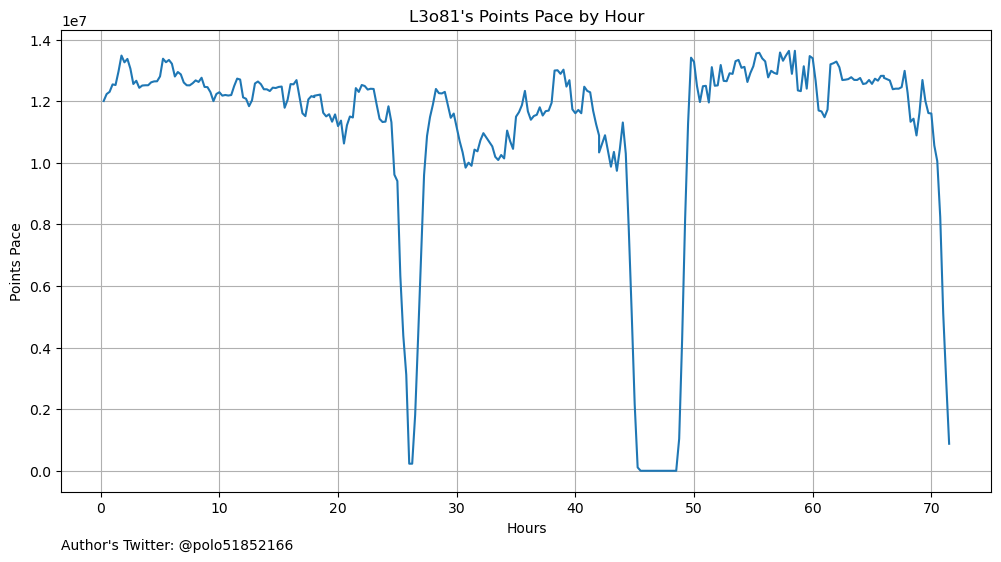 L3o81's Points Pace by Hour
1e7
1.4
1.2
1.0
0.8
0.6
0.4
0.2
0.0
Points Pace
0 10 20 30 40 50 60 70
Hours
Author's Twitter: @polo51852166